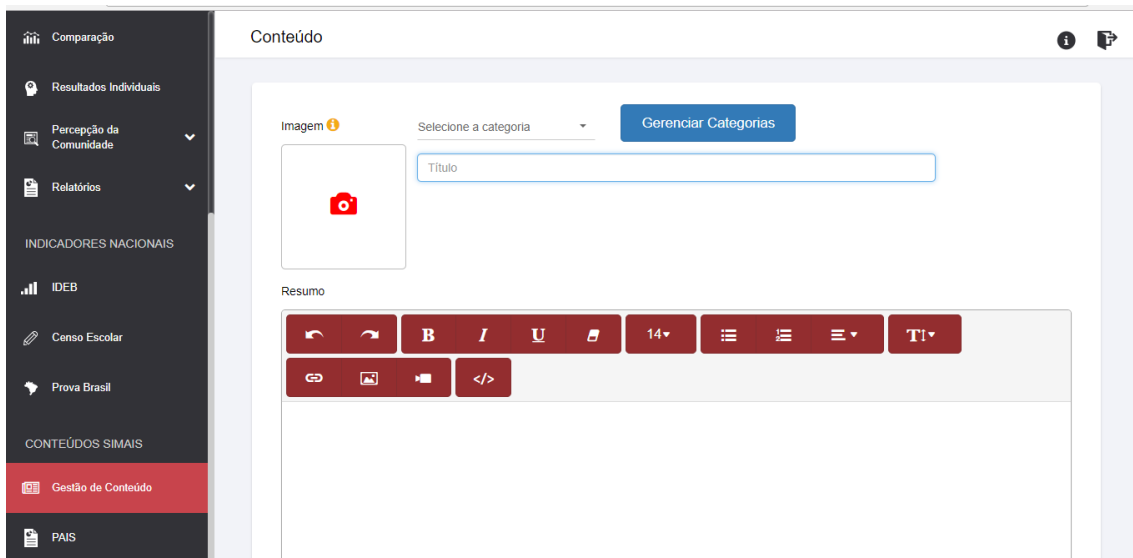 Comparação
Resultados Individuais
Percepção da
Comunidade
Relatórios
INDICADORES NACIONAIS
IDEB
Censo Escolar
Prova Brasil
CONTEÚDOS SIMAIS
Gestão de Conteúdo
PAIS
Conteúdo
Imagem
Selecione a categoria
Gerenciar Categorias
Título
Resumo
B I U 14 T
</>